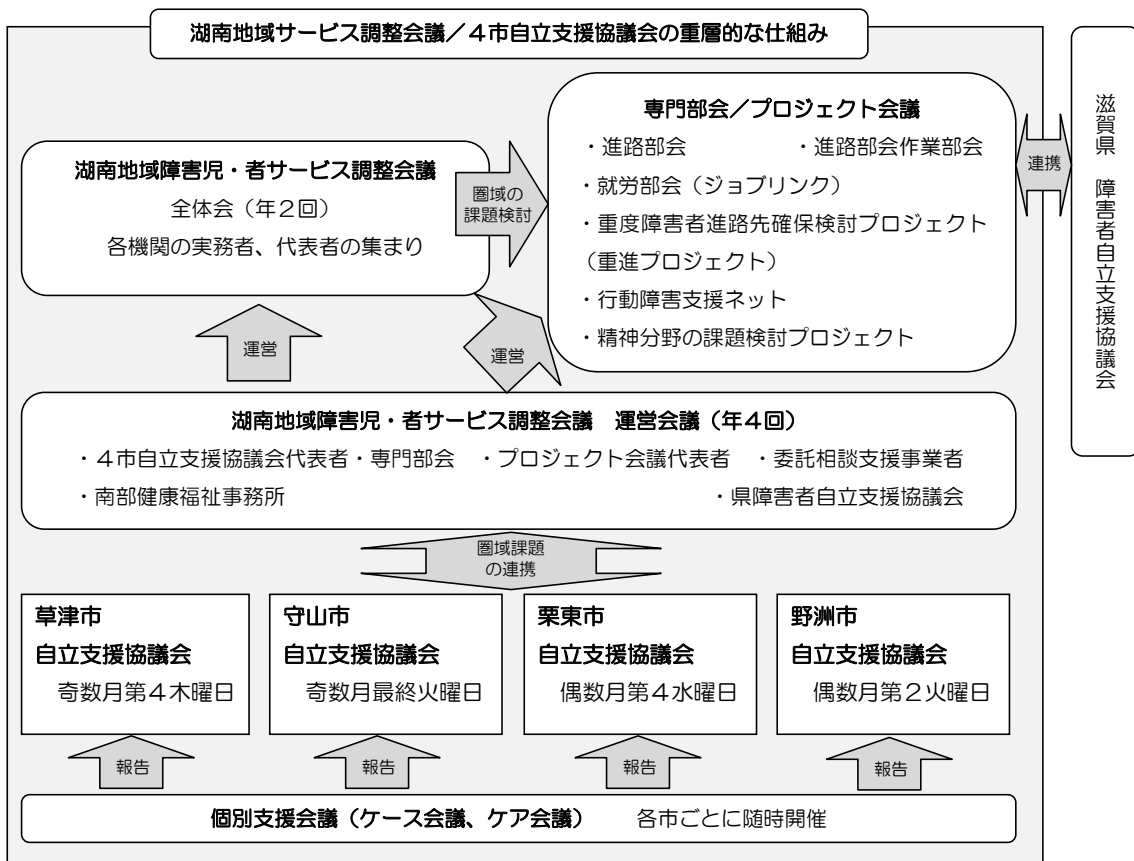 湖南地域サービス調整会議／４市自立支援協議会の重層的な仕組み
湖南地域障害児・者サービス調整会議
全体会（年２回）
各機関の実務者、代表者の集まり
圏域の
課題検討
専門部会／プロジェクト会議
・進路部会　・進路部会作業部会
・就労部会（ジョブリンク）
・重度障害者進路先確保検討プロジェクト
（重進プロジェクト）
・行動障害支援ネット
・精神分野の課題検討プロジェクト
連携
滋賀県　障害者自立支援協議会
運営
運営
湖南地域障害児・者サービス調整会議　運営会議（年４回）
・４市自立支援協議会代表者・専門部会　・プロジェクト会議代表者　・委託相談支援事業者
・南部健康福祉事務所　・県障害者自立支援協議会
圏域課題
の連携
草津市
自立支援協議会
奇数月第４木曜日
守山市
自立支援協議会
奇数月最終火曜日
栗東市
自立支援協議会
偶数月第４水曜日
野洲市
自立支援協議会
偶数月第２火曜日
報告
報告
報告
報告
個別支援会議（ケース会議、ケア会議）　各市ごとに随時開催